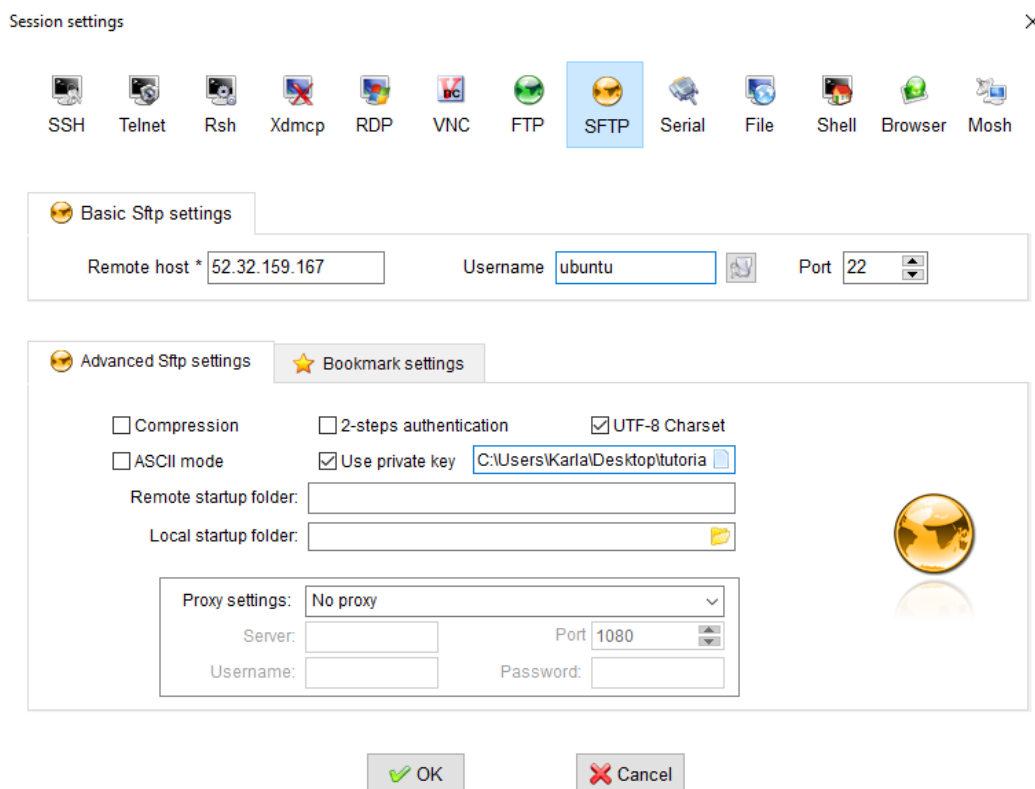 Session settings
SSH Telnet Rsh Xdmcp RDP VNC FTP SFTP Serial File Shell Browser Mosh
Basic Sftp settings
Remote host * 52.32.159.167 Username ubuntu Port 22
Advanced Sftp settings Bookmark settings
Compression 2-steps authentication UTF-8 Charset
ASCII mode Use private key C:\Users\Karla\Desktop\tutoria
Remote startup folder:
Local startup folder:
Proxy settings: No proxy
Server: Port 1080
Username: Password:
OK Cancel